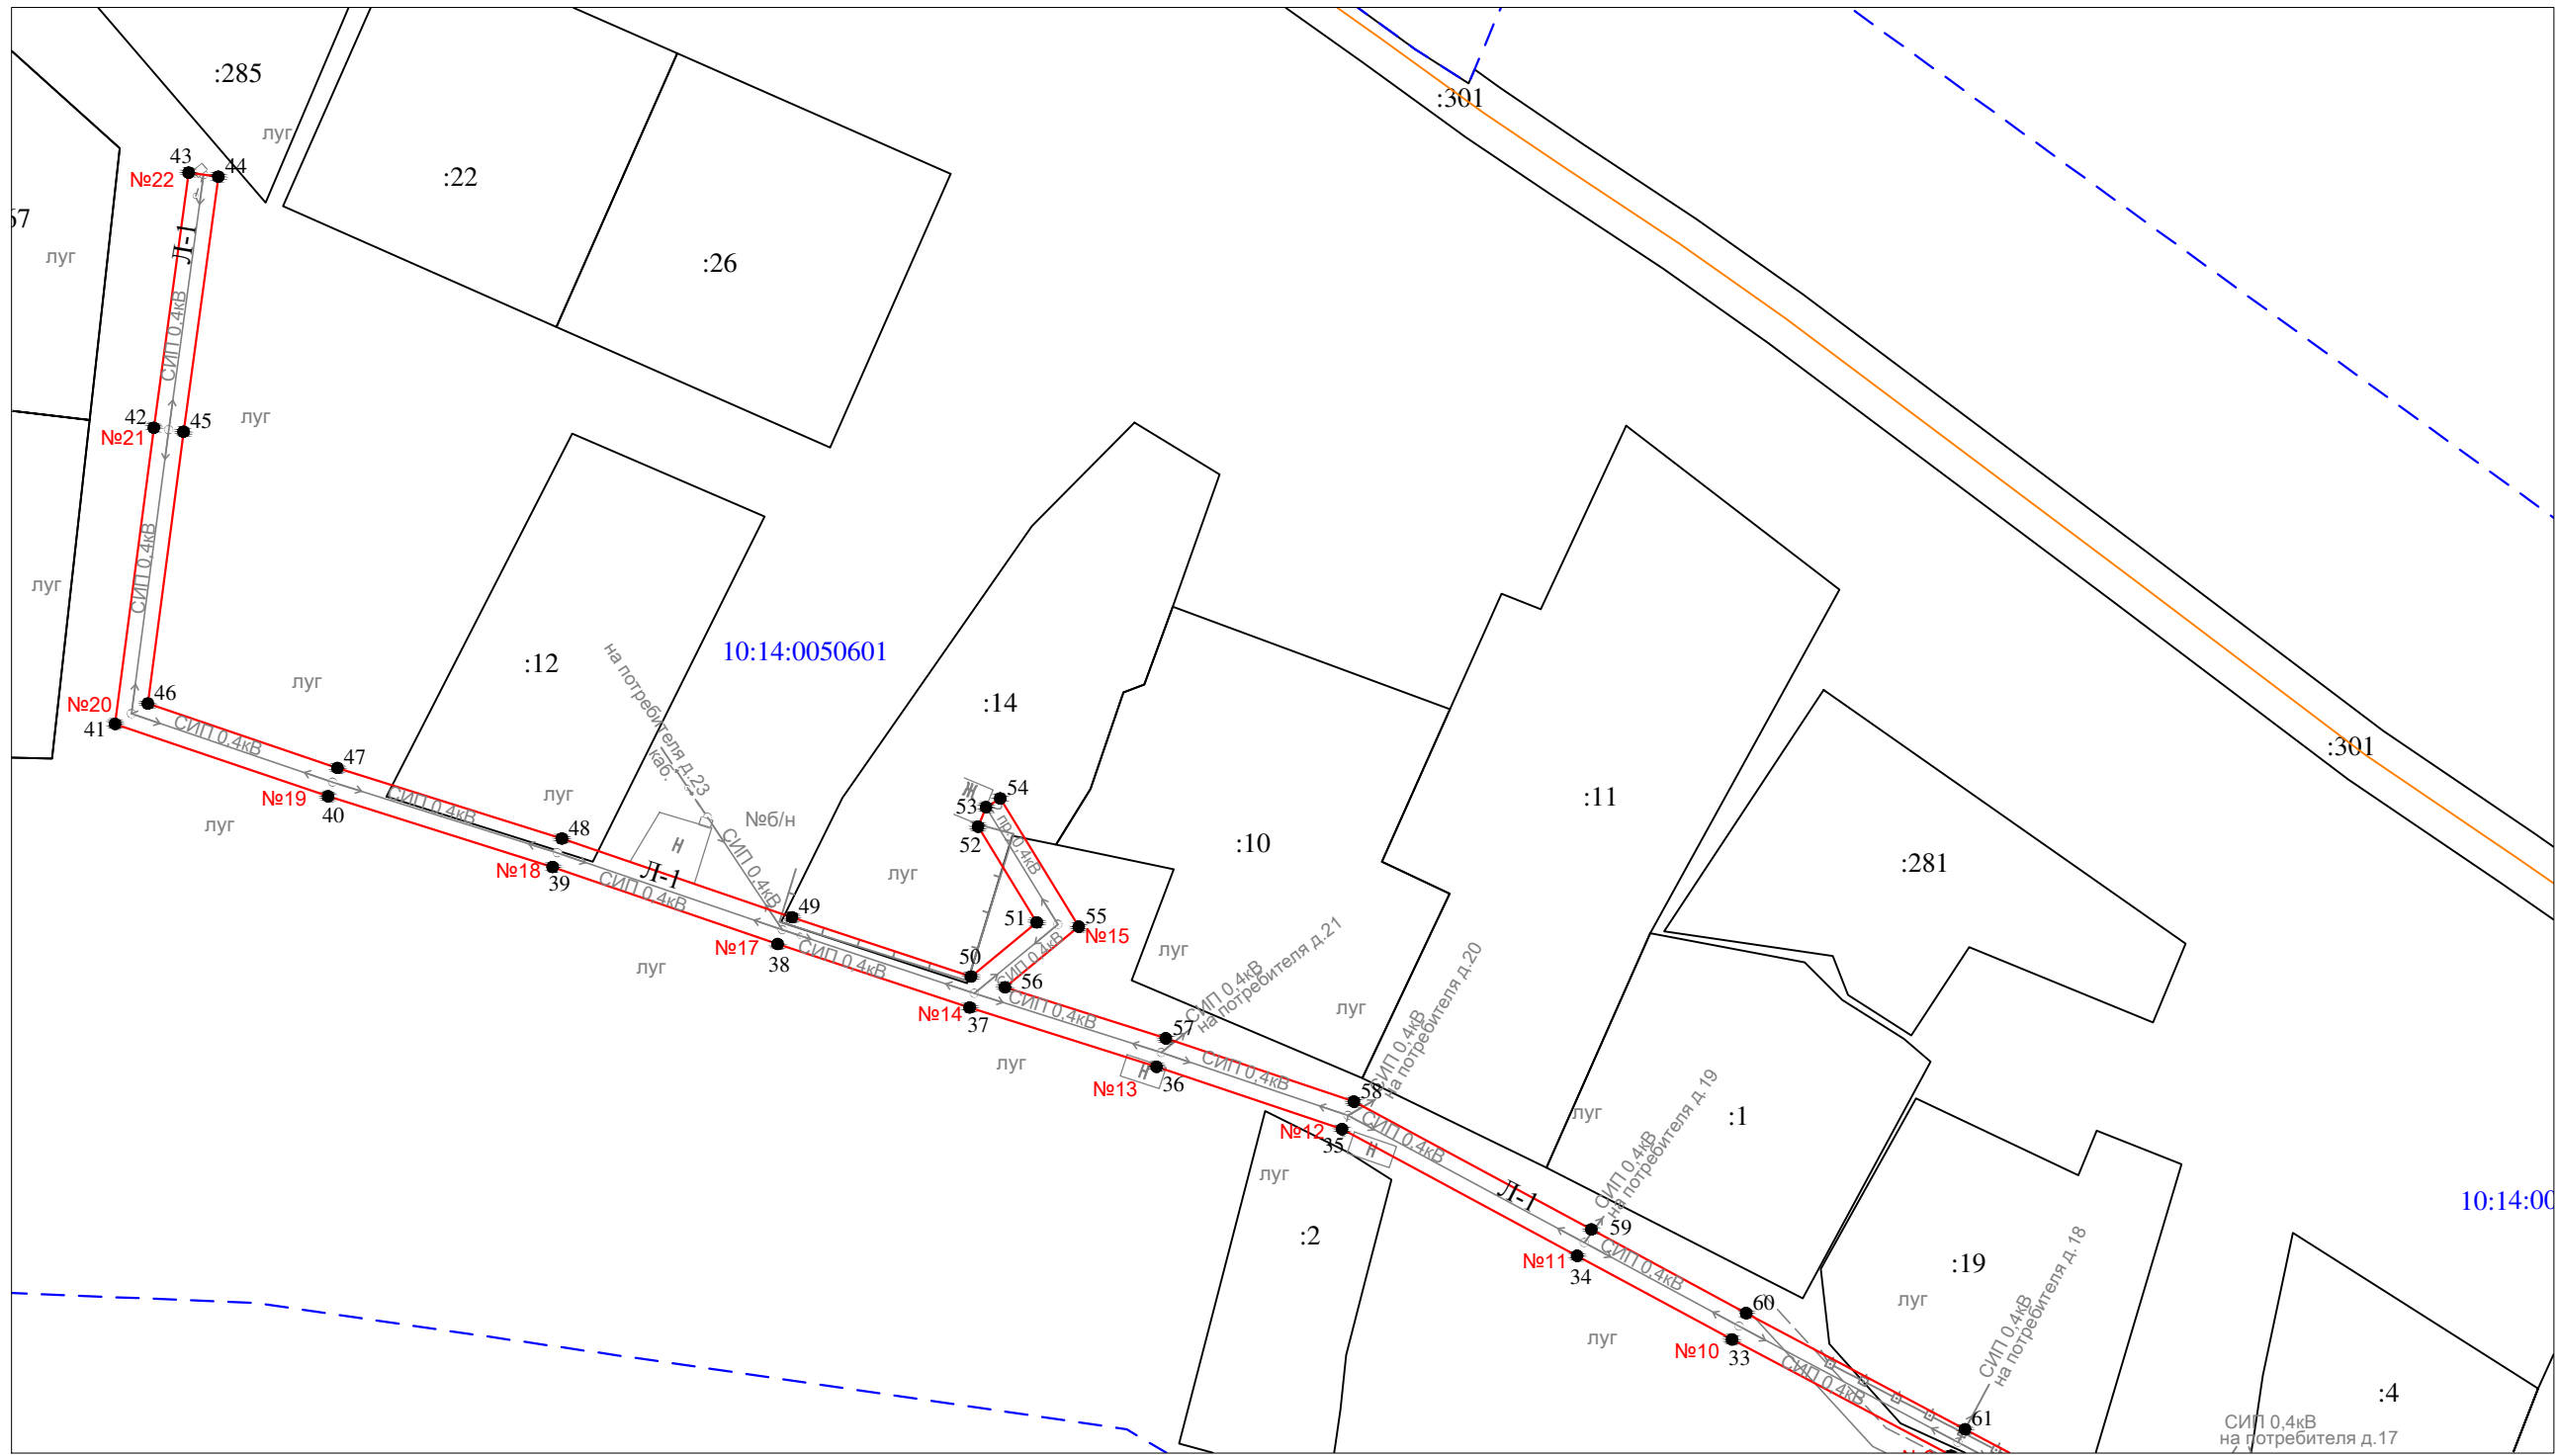 :285
луг
43
44
№22
:22
:301
57
Л-1
луг
:26
СИП 0,4кВ
42
45
№21
луг
СИП 0,4кВ
луг
10:14:0050601
:12
на потребителя д.23
каб.
луг
46
№20
41
СИП 0,4кВ
:14
:301
47
№19
40
СИП 0,4кВ
луг
луг
48
№б/н
54
53
52
:11
:10
:281
№18
39
Л-1
СИП 0,4кВ
СИП 0,4кВ
луг
49
51
55
№15
№17
38
луг
СИП 0,4кВ
50
СИП 0,4кВ
56
луг
СИП 0,4кВ
на потребителя д.21
СИП 0,4кВ
на потребителя д.20
№14
37
СИП 0,4кВ
луг
57
луг
СИП 0,4кВ
№13
36
58
№12
35
СИП 0,4кВ
луг
:1
СИП 0,4кВ
на потребителя д.19
луг
Л-1
10:14:00
:2
59
№11
34
СИП 0,4кВ
:19
луг
СИП 0,4кВ
на потребителя д.18
60
луг
№10
33
СИП 0,4кВ
:4
61
СИП 0,4кВ
на потребителя д.17